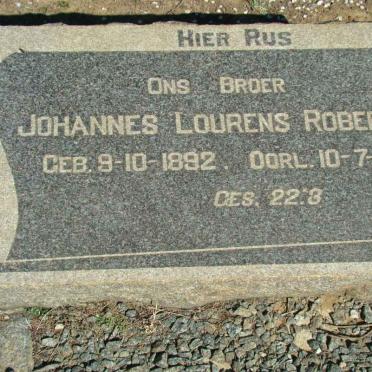 HIER RUS
ONS BROER
JOHANNES LOURENS ROBE
GEB. 9-10-1892. OORL. 10-7-
GES. 22:3